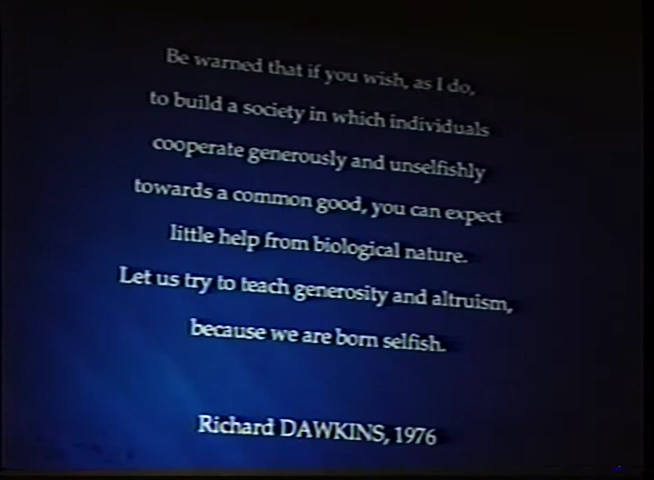 Be warned that if you wish, as I do,
to build a society in which individuals
cooperate generously and unselfishly
towards a common good, you can expect
little help from biological nature.
Let us try to teach generosity and altruism,
because we are born selfish.
Richard DAWKINS, 1976